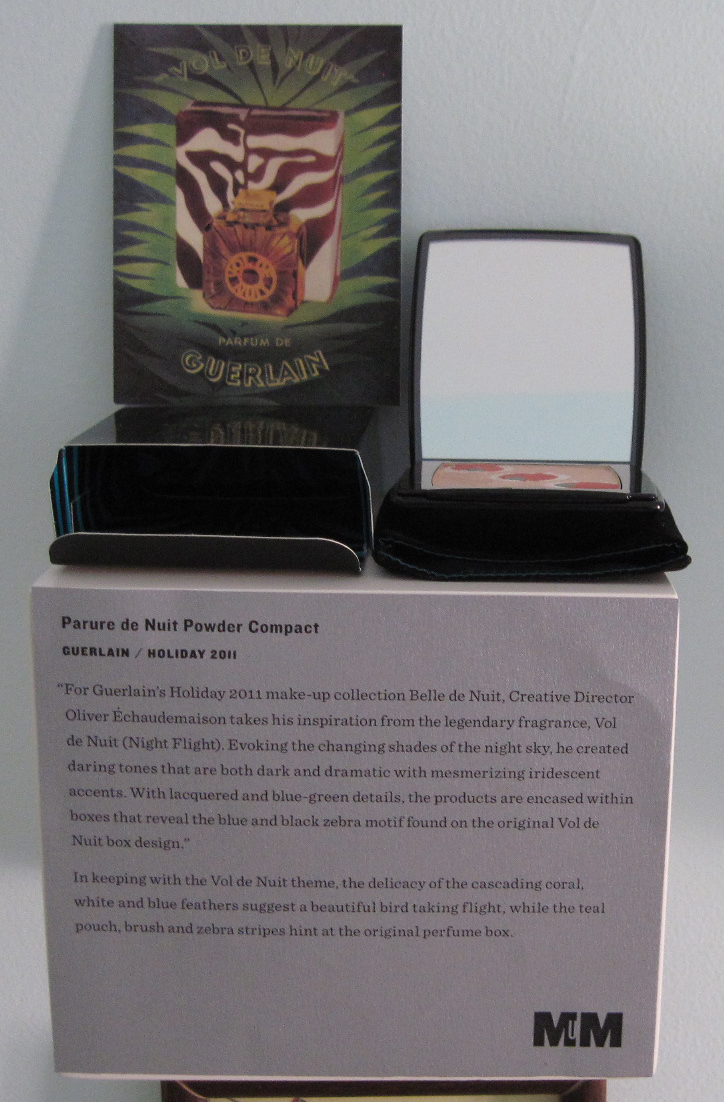 "VOL DE NUIT"
VOL DE
NUIT
PARFUM DE
GUERLAIN
Parure de Nuit Powder Compact
GUERLAIN / HOLIDAY 2011
"For Guerlain's Holiday 2011 make-up collection Belle de Nuit, Creative Director
Oliver Échaudemaison takes his inspiration from the legendary fragrance, Vol
de Nuit (Night Flight). Evoking the changing shades of the night sky, he created
daring tones that are both dark and dramatic with mesmerizing iridescent
accents. With lacquered and blue-green details, the products are encased within
boxes that reveal the blue and black zebra motif found on the original Vol de
Nuit box design."
In keeping with the Vol de Nuit theme, the delicacy of the cascading coral,
white and blue feathers suggest a beautiful bird taking flight, while the teal
pouch, brush and zebra stripes hint at the original perfume box.
MUM